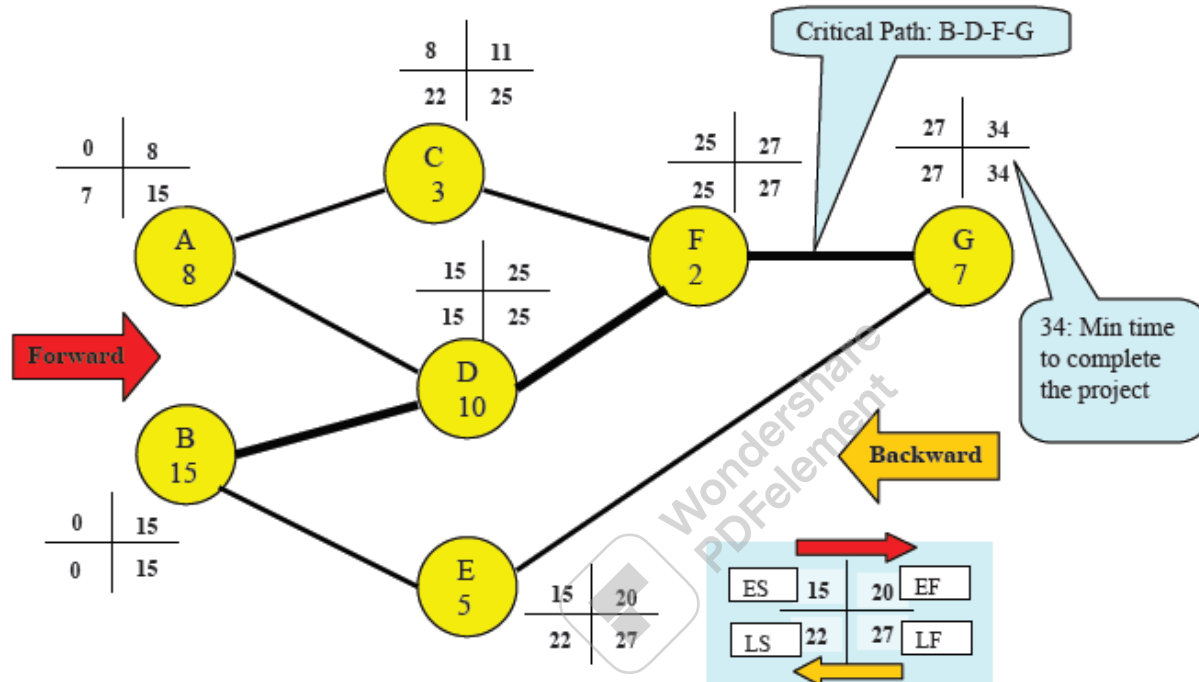 Critical Path: B-D-F-G
8 11
22 25
0 8
7 15
C
3
25 27
25 27
27 34
27 34
A
8
F
2
G
7
15 25
15 25
34: Min time
to complete
the project
Forward
D
10
B
15
Backward
0 15
0 15
E
5
15 20
22 27
ES 15 20 EF
LS 22 27 LF
Wondershare
PDFelement